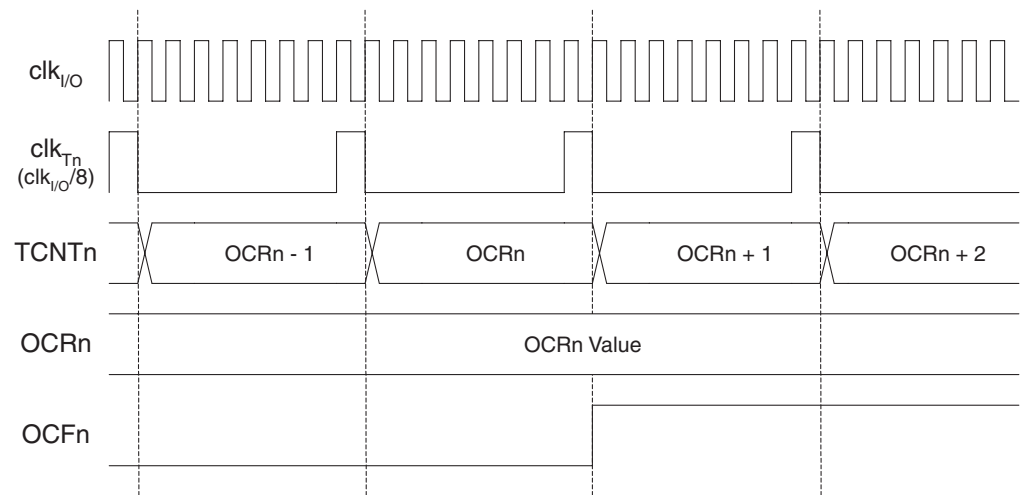 clkI/O
clkTn
(clkI/O/8)
TCNTn
OCRn - 1
OCRn
OCRn + 1
OCRn + 2
OCRn
OCRn Value
OCFn